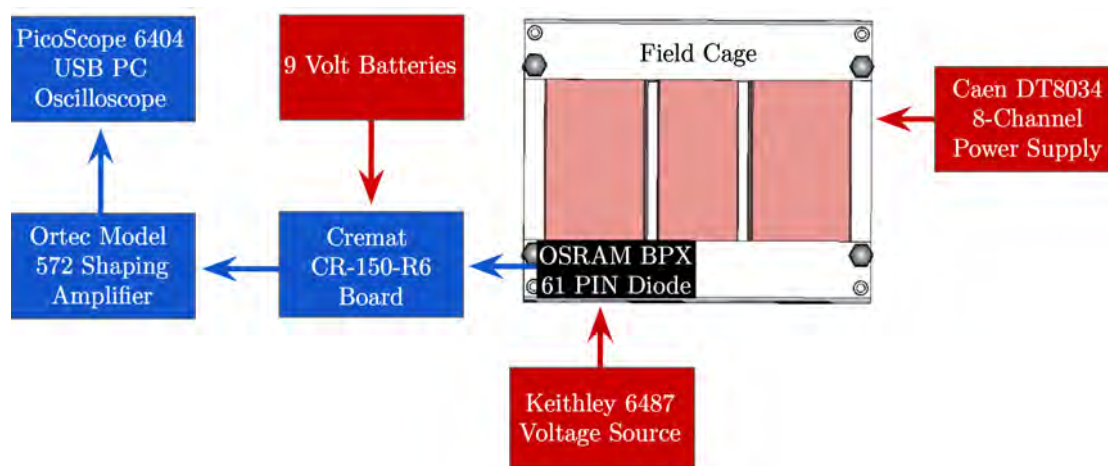 PicoScope 6404
USB PC
Oscilloscope
9 Volt Batteries
Field Cage
Caen DT8034
8-Channel
Power Supply
Ortec Model
572 Shaping
Amplifier
Cremat
CR-150-R6
Board
OSRAM BPX
61 PIN Diode
Keithley 6487
Voltage Source